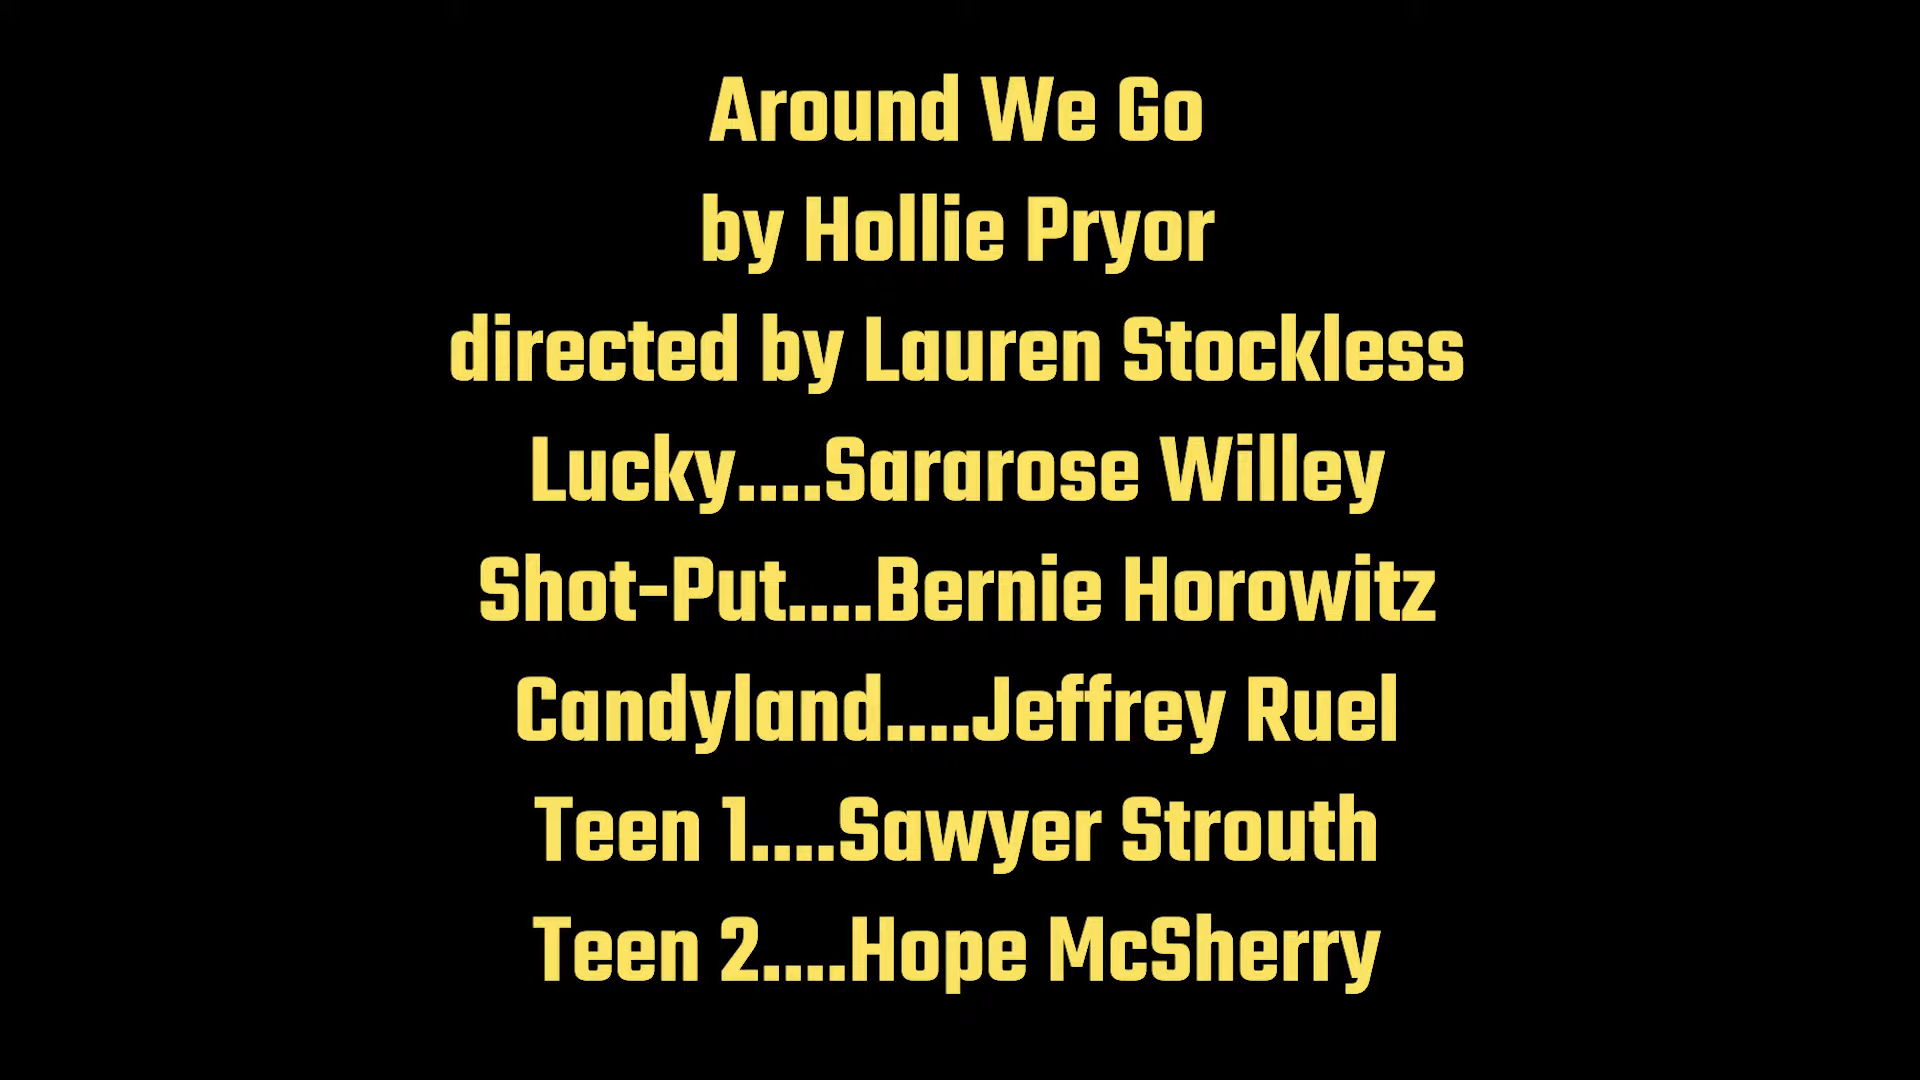 Around We Go
by Hollie Pryor
directed by Lauren Stockless
Lucky....Sararose Willey
Shot-Put....Bernie Horowitz
Candyland....Jeffrey Ruel
Teen 1....Sawyer Strouth
Teen 2....Hope McSherry